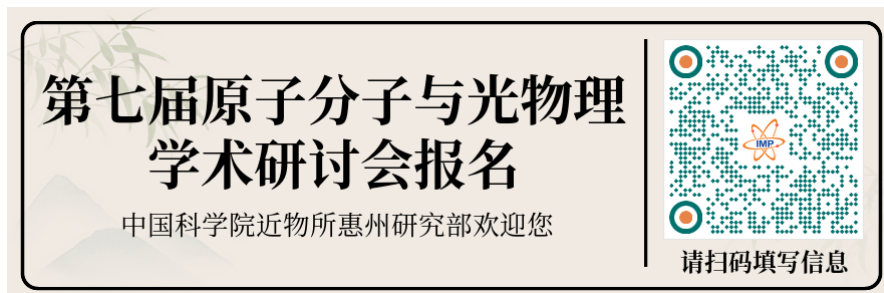 第七届原子分子与光物理
学术研讨会报名
中国科学院近物所惠州研究部欢迎您
IMP
请扫码填写信息